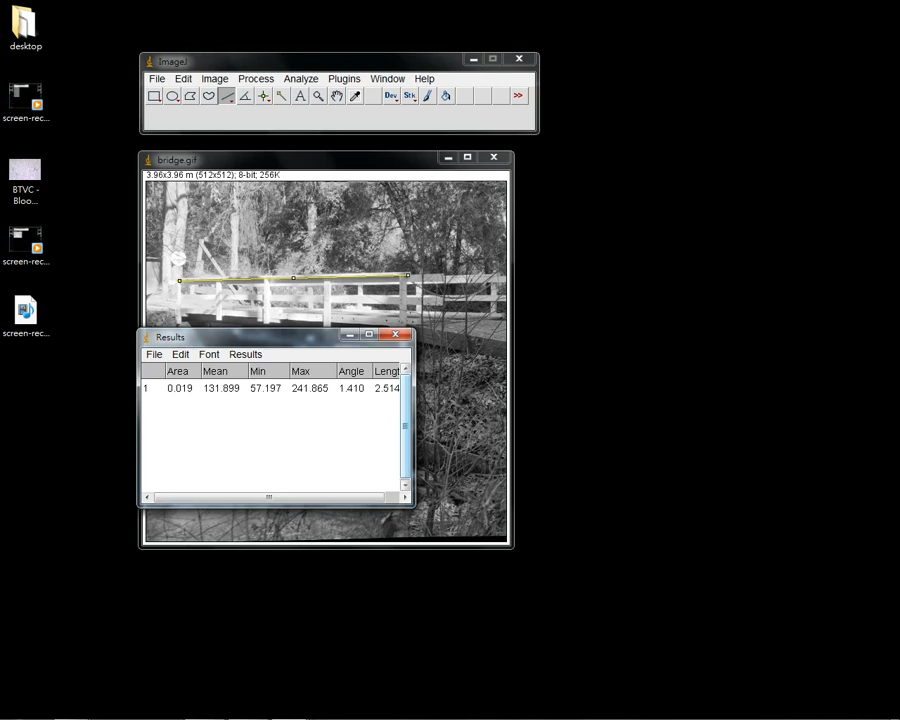 desktop
screen-rec...
BTVC -
Bloo...
screen-rec...
screen-rec...
ImageJ
File Edit Image Process Analyze Plugins Window Help
A Dev Stk >>
bridge.gif
3.96x3.96 m (512x512); 8-bit; 256K
Results
File Edit Font Results
Area Mean Min Max Angle Lengt
1 0.019 131.899 57.197 241.865 1.410 2.514